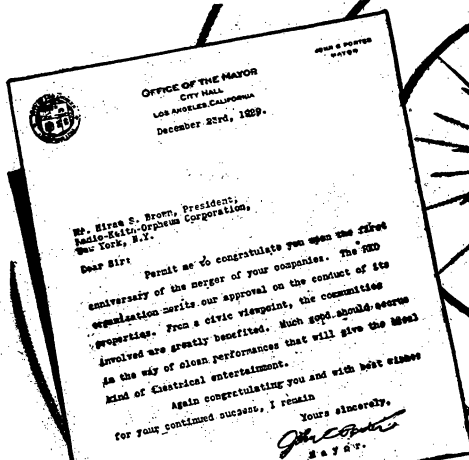 JOHN C PORTER
MAYOR
OFFICE OF THE MAYOR
CITY HALL
LOS ANGELES, CALIFORNIA
December 23rd, 1929.
Mr. Hiram S. Brown, President,
Radio-Keith-Orpheum Corporation,
New York, N.Y.
Dear Sir:
Permit me to congratulate you upon the first
anniversary of the merger of your companies. The RKO
organization merits our approval on the conduct of its
properties. From a civic viewpoint, the communities
involved are greatly benefited. Much good should accrue
in the way of clean performances that will give the ideal
kind of theatrical entertainment.
Again congratulating you and with best wishes
for your continued success, I remain
Yours sincerely,
John C Porter
Mayor.